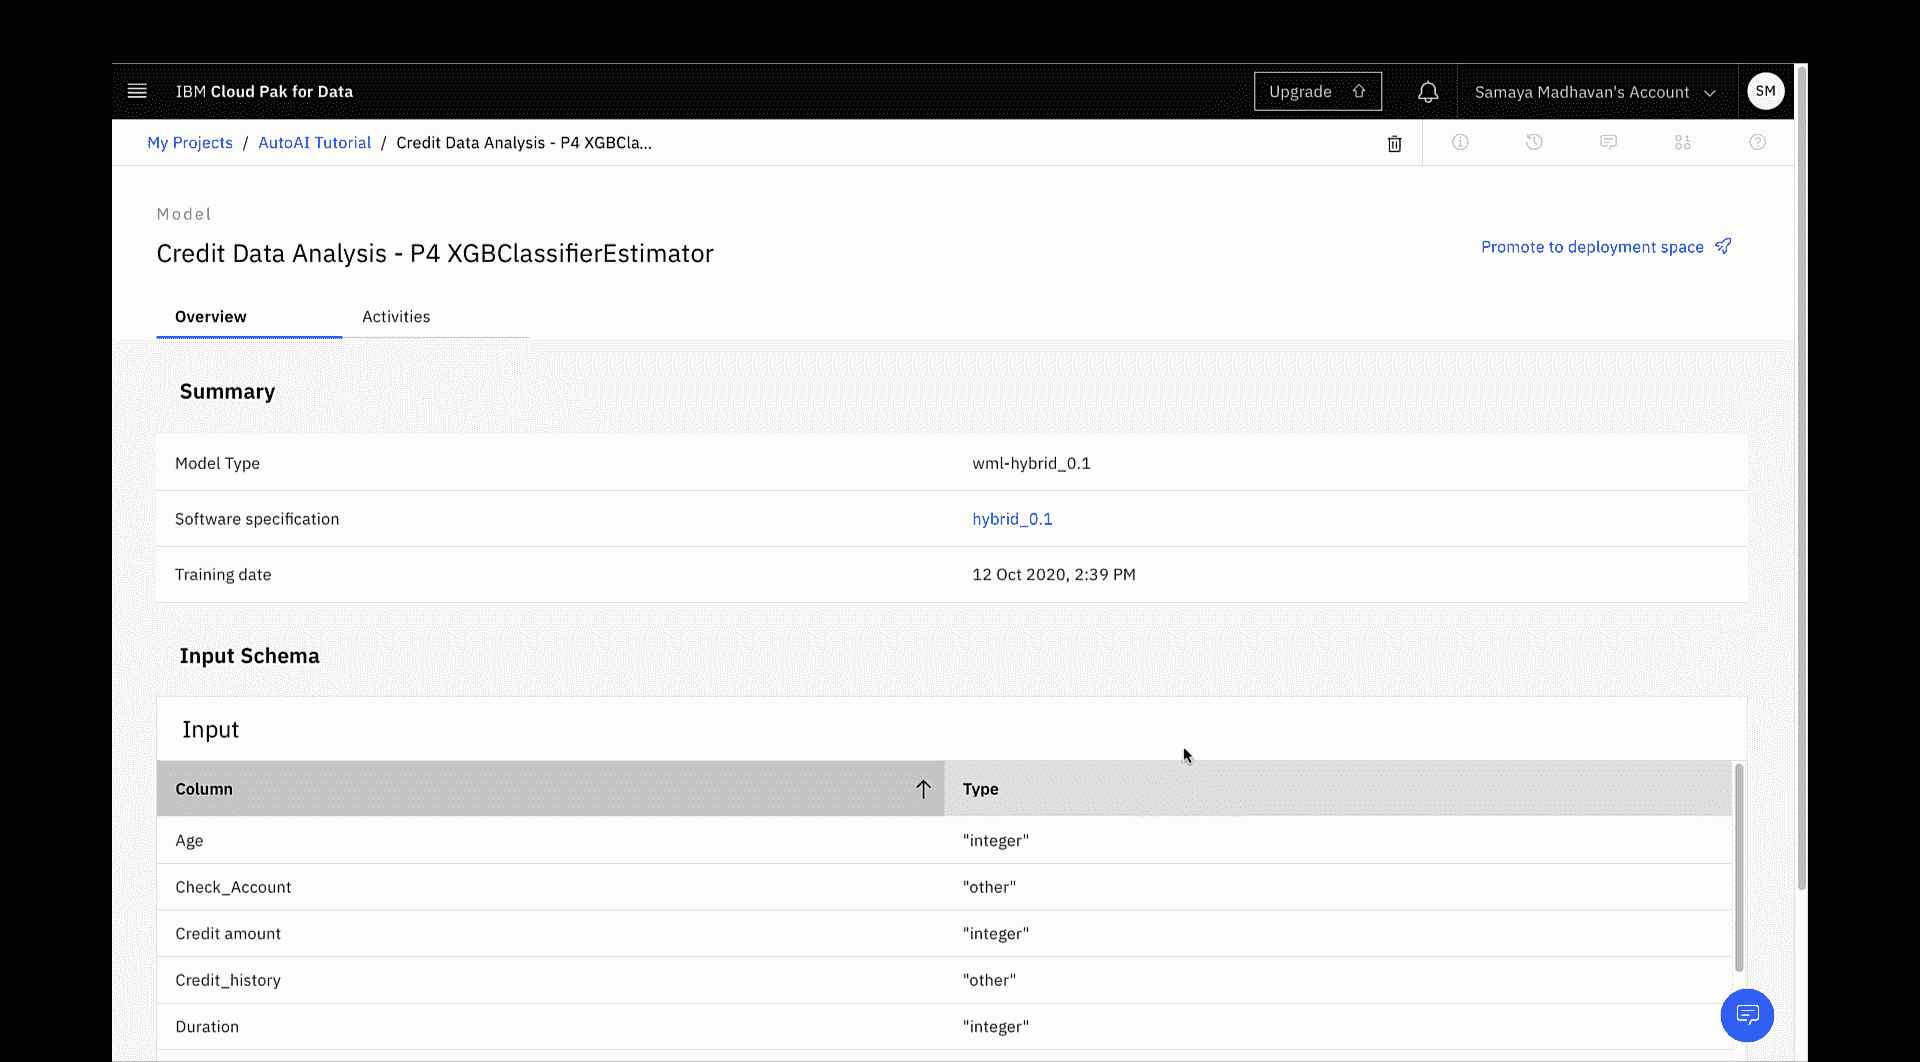 IBM Cloud Pak for Data
Upgrade
Samaya Madhavan's Account
SM
My Projects / AutoAI Tutorial / Credit Data Analysis - P4 XGBCla...
Model
Credit Data Analysis - P4 XGBClassifierEstimator
Promote to deployment space
Overview
Activities
Summary
Model Type wml-hybrid_0.1
Software specification hybrid_0.1
Training date 12 Oct 2020, 2:39 PM
Input Schema
Input
Column Type
Age "integer"
Check_Account "other"
Credit amount "integer"
Credit_history "other"
Duration "integer"